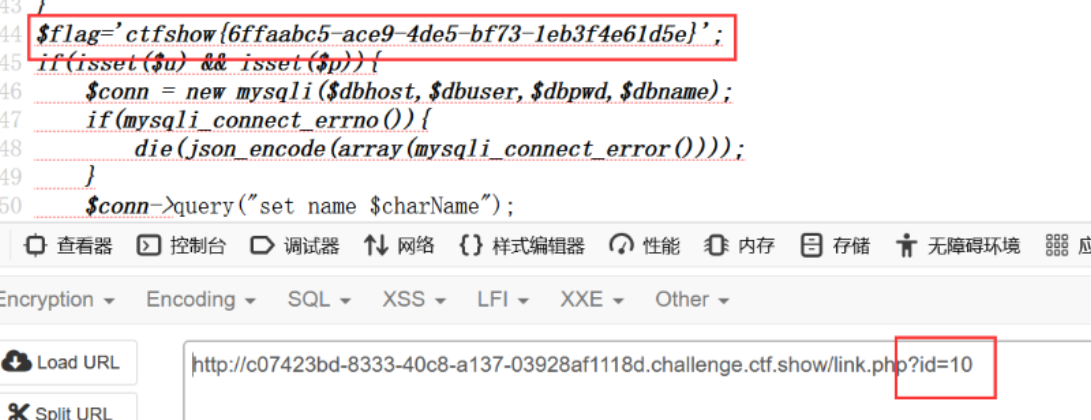 43 }
44 $flag='ctfshow{6ffaabc5-ace9-4de5-bf73-1eb3f4e61d5e}';
45 if(isset($u) && isset($p)){
46 $conn = new mysqli($dbhost,$dbuser,$dbpwd,$dbname);
47 if(mysqli_connect_errno()){
48 die(json_encode(array(mysqli_connect_error())));
49 }
50 $conn->query("set name $charName");
查看器 控制台 调试器 网络 样式编辑器 性能 内存 存储 无障碍环境
Encryption Encoding SQL XSS LFI XXE Other
Load URL http://c07423bd-8333-40c8-a137-03928af1118d.challenge.ctf.show/link.php?id=10
Split URL